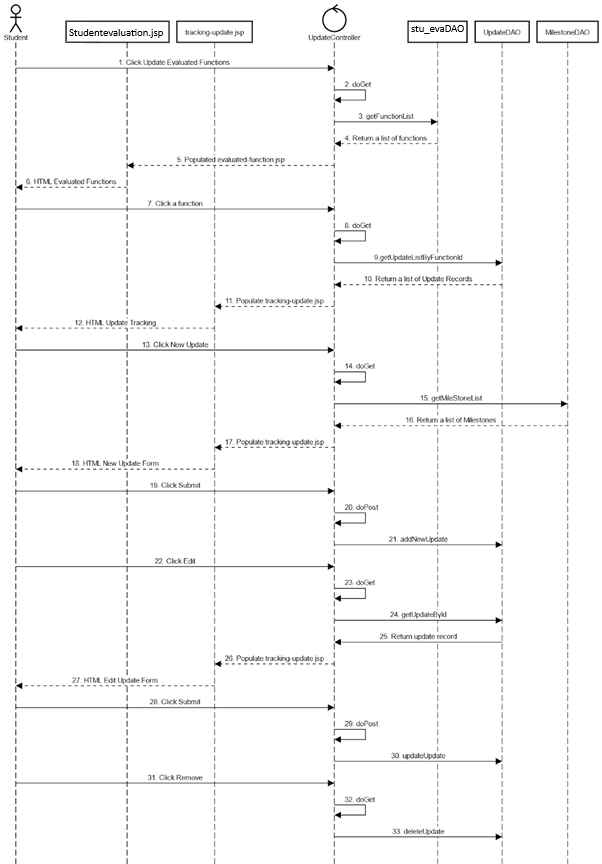 Student
Studentevaluation.jsp
tracking-update.jsp
UpdateController
stu_evaDAO
UpdateDAO
MilestoneDAO
1. Click Update Evaluated Functions
2. doGet
3. getFunctionList
4. Return a list of functions
5. Populated evaluated-function.jsp
6. HTML Evaluated Functions
7. Click a function
8. doGet
9.getUpdateListByFunctionId
10. Return a list of Update Records
11. Populate tracking-update.jsp
12. HTML Update Tracking
13. Click New Update
14. doGet
15. getMileStoneList
16. Return a list of Milestones
17. Populate tracking-update.jsp
18. HTML New Update Form
19. Click Submit
20. doPost
21. addNewUpdate
22. Click Edit
23. doGet
24. getUpdateById
25. Return update record
26. Populate tracking-update.jsp
27. HTML Edit Update Form
28. Click Submit
29. doPost
30. updateUpdate
31. Click Remove
32. doGet
33. deleteUpdate